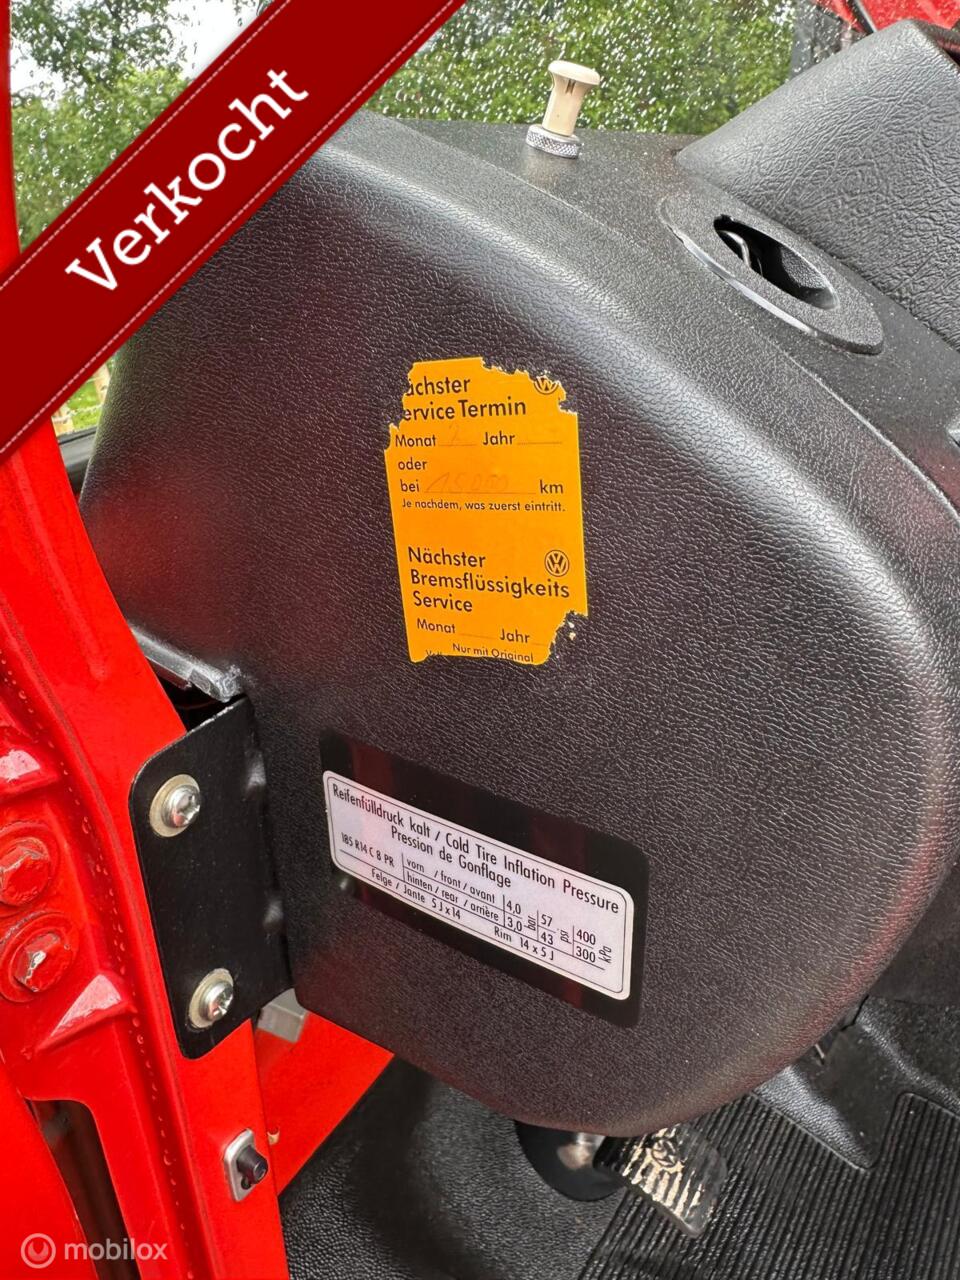 Verkocht
ächster
ervice Termin
Monat 7 Jahr
oder
bei 15000 km
Je nachdem, was zuerst eintritt.
Nächster
Bremsflüssigkeits
Service
Monat Jahr
Nur mit Original
Reifenfülldruck kalt / Cold Tire Inflation Pressure
Pression de Gonflage
185 R14 C 8 PR vorn / front / avant 4,0 bar 57 psi 400 kPa
hinten / rear / arrière 3,0 43 300
Felge / Jante 5 J x 14 Rim 14 x 5 J
mobilox